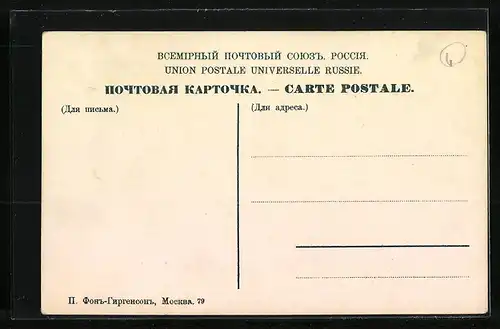 ВСЕМІРНЫЙ ПОЧТОВЫЙ СОЮЗЪ. РОССІЯ.
UNION POSTALE UNIVERSELLE RUSSIE.
ПОЧТОВАЯ КАРТОЧКА. — CARTE POSTALE.
(Для письма.)
(Для адреса.)
П. Фонъ-Гиргенсонъ, Москва. 79